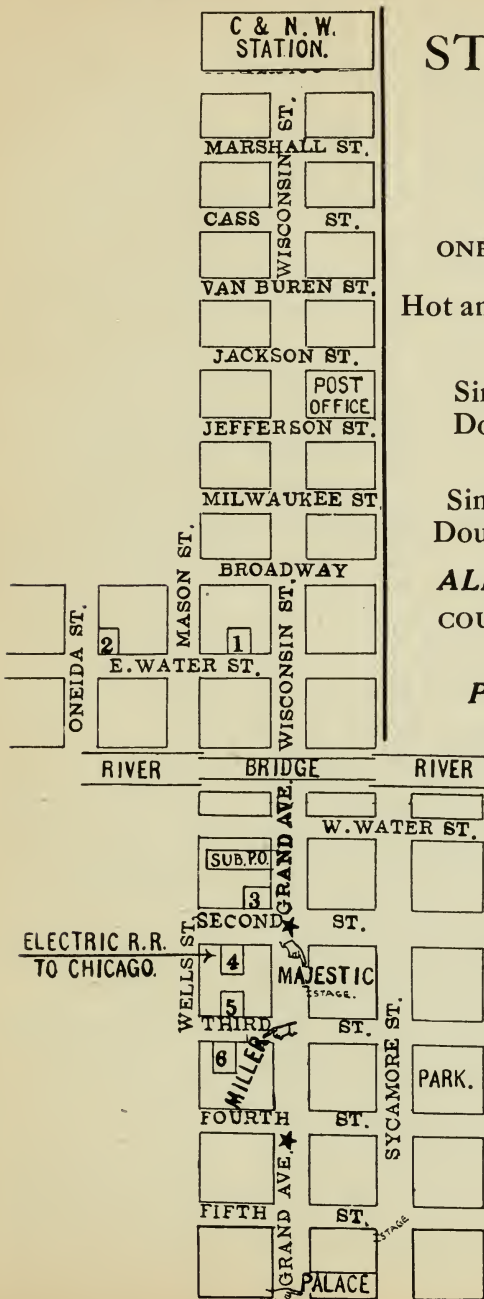 C & N. W.
STATION.
ST
WISCONSIN ST.
MARSHALL ST.
CASS ST.
ONE
VAN BUREN ST.
Hot an
JACKSON ST.
POST
OFFICE
Sin
JEFFERSON ST.
Do
MILWAUKEE ST.
Sin
Dou
MASON ST.
BROADWAY
ALL
COU
ONEIDA ST.
2
1
WISCONSIN ST.
E. WATER ST.
P
RIVER
BRIDGE
RIVER
GRAND AVE.
W. WATER ST.
SUB. P.O.
3
SECOND ST.
WELLS ST.
ELECTRIC R.R.
TO CHICAGO.
4
MAJESTIC
STAGE.
5
THIRD ST.
SYCAMORE ST.
6
MILLER
PARK.
FOURTH ST.
GRAND AVE.
FIFTH ST.
STAGE
PALACE